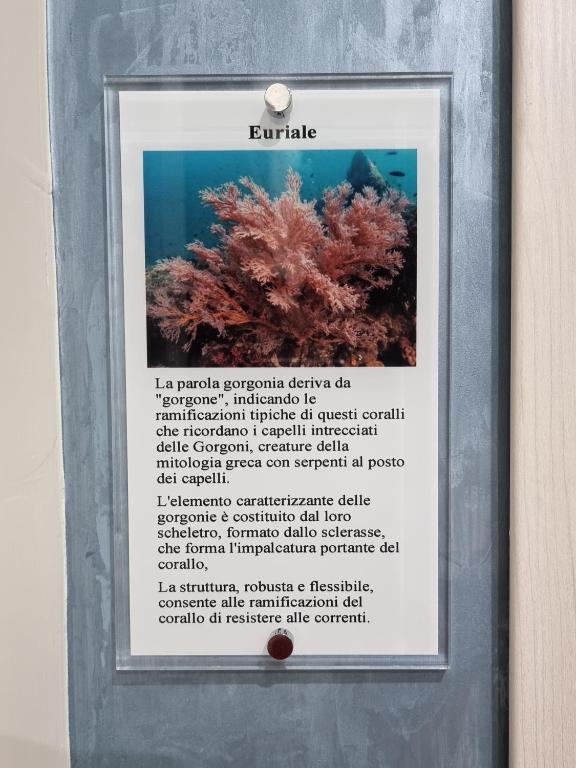 Euriale
La parola gorgonia deriva da
"gorgone", indicando le
ramificazioni tipiche di questi coralli
che ricordano i capelli intrecciati
delle Gorgoni, creature della
mitologia greca con serpenti al posto
dei capelli.
L'elemento caratterizzante delle
gorgonie è costituito dal loro
scheletro, formato dallo sclerasse,
che forma l'impalcatura portante del
corallo,
La struttura, robusta e flessibile,
consente alle ramificazioni del
corallo di resistere alle correnti.